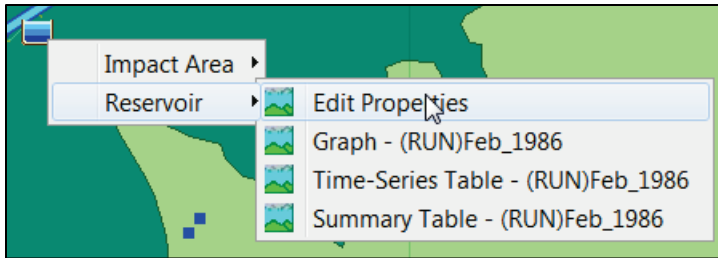 Impact Area
Reservoir
Edit Properties
Graph - (RUN)Feb_1986
Time-Series Table - (RUN)Feb_1986
Summary Table - (RUN)Feb_1986